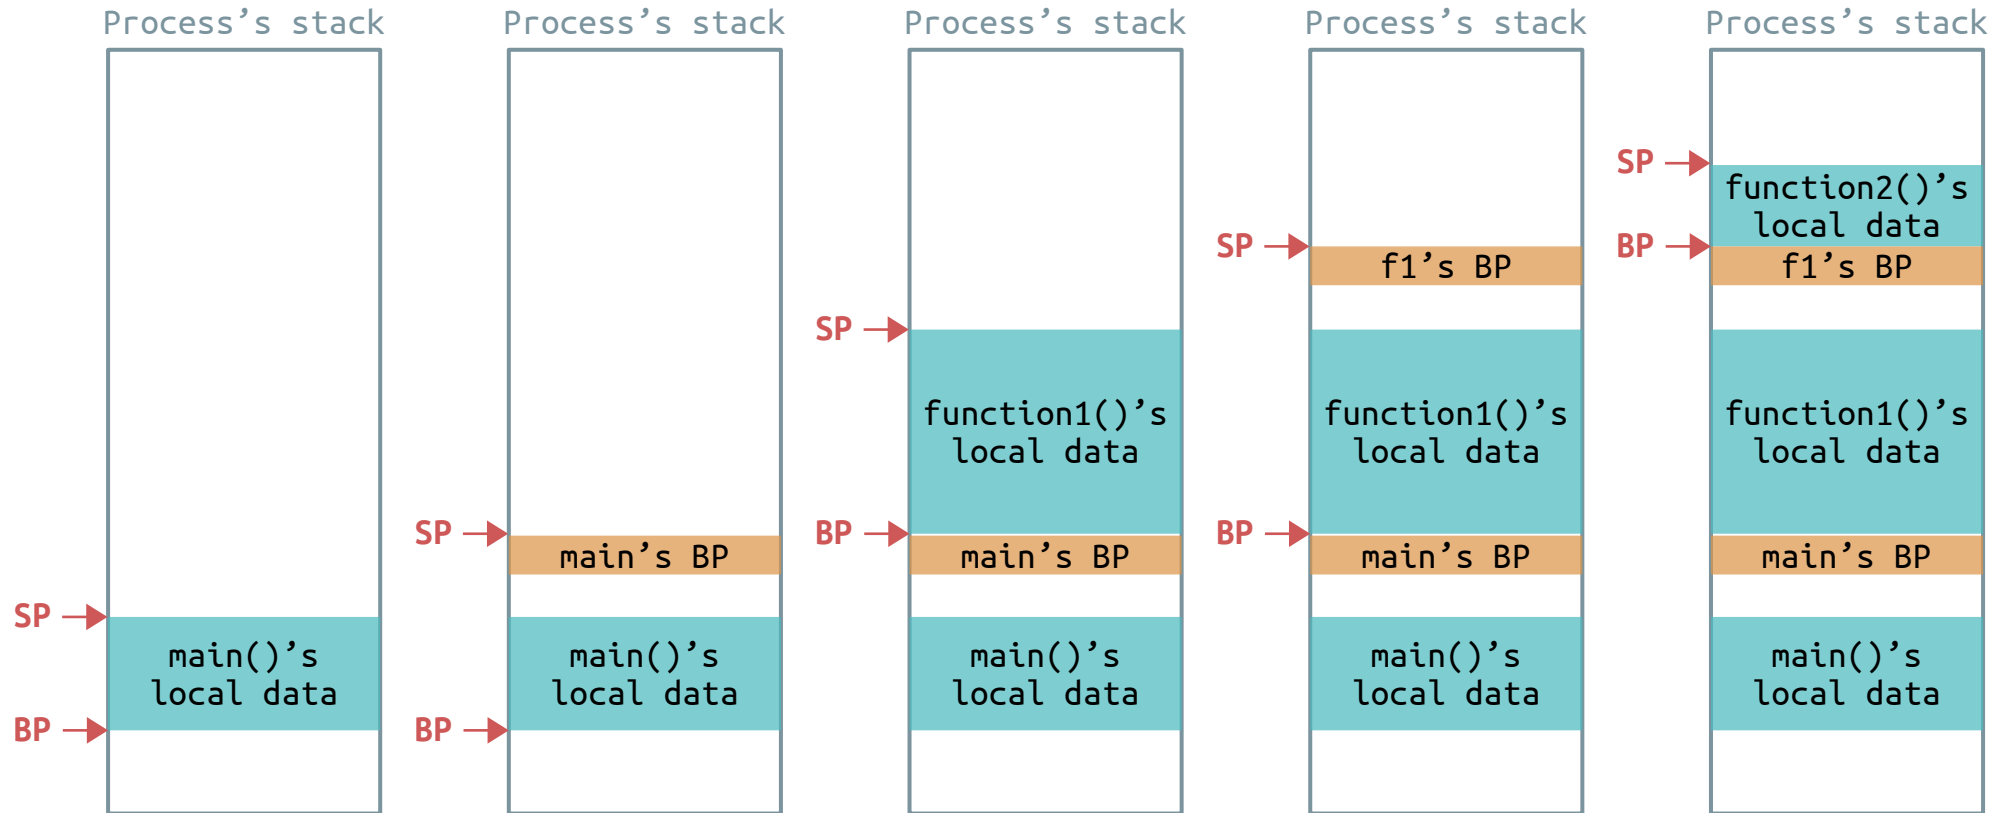 Process’s stack
SP
main()’s
local data
BP
Process’s stack
SP
main’s BP
main()’s
local data
BP
Process’s stack
SP
function1()’s
local data
BP
main’s BP
main()’s
local data
Process’s stack
SP
f1’s BP
function1()’s
local data
BP
main’s BP
main()’s
local data
Process’s stack
SP
function2()’s
local data
BP
f1’s BP
function1()’s
local data
main’s BP
main()’s
local data